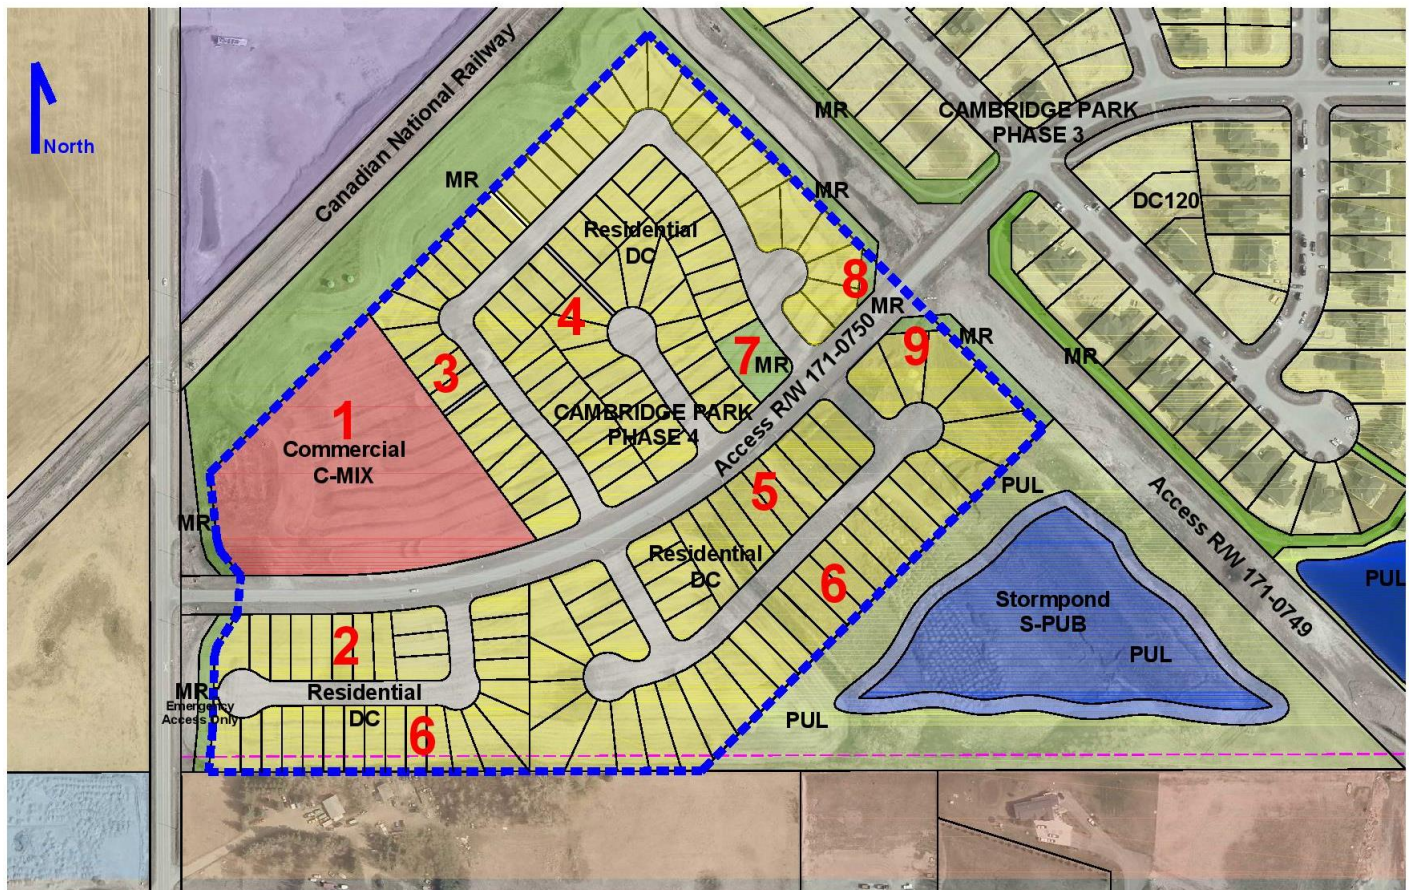 North
Canadian National Railway
MR
MR
CAMBRIDGE PARK
PHASE 3
MR
DC120
Residential
DC
8
MR
4
9
MR
MR
7
MR
3
Access R/W 171-0750
1
Commercial
C-MIX
CAMBRIDGE PARK
PHASE 4
5
PUL
MR
Access R/W 171-0749
Residential
DC
6
Stormpond
S-PUB
PUL
PUL
2
MR
Emergency
Access Only
Residential
DC
6
PUL